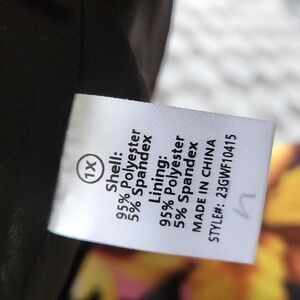 1X
Shell:
95% Polyester
5% Spandex
Lining:
95% Polyester
5% Spandex
MADE IN CHINA
STYLE#: 23GWF10415